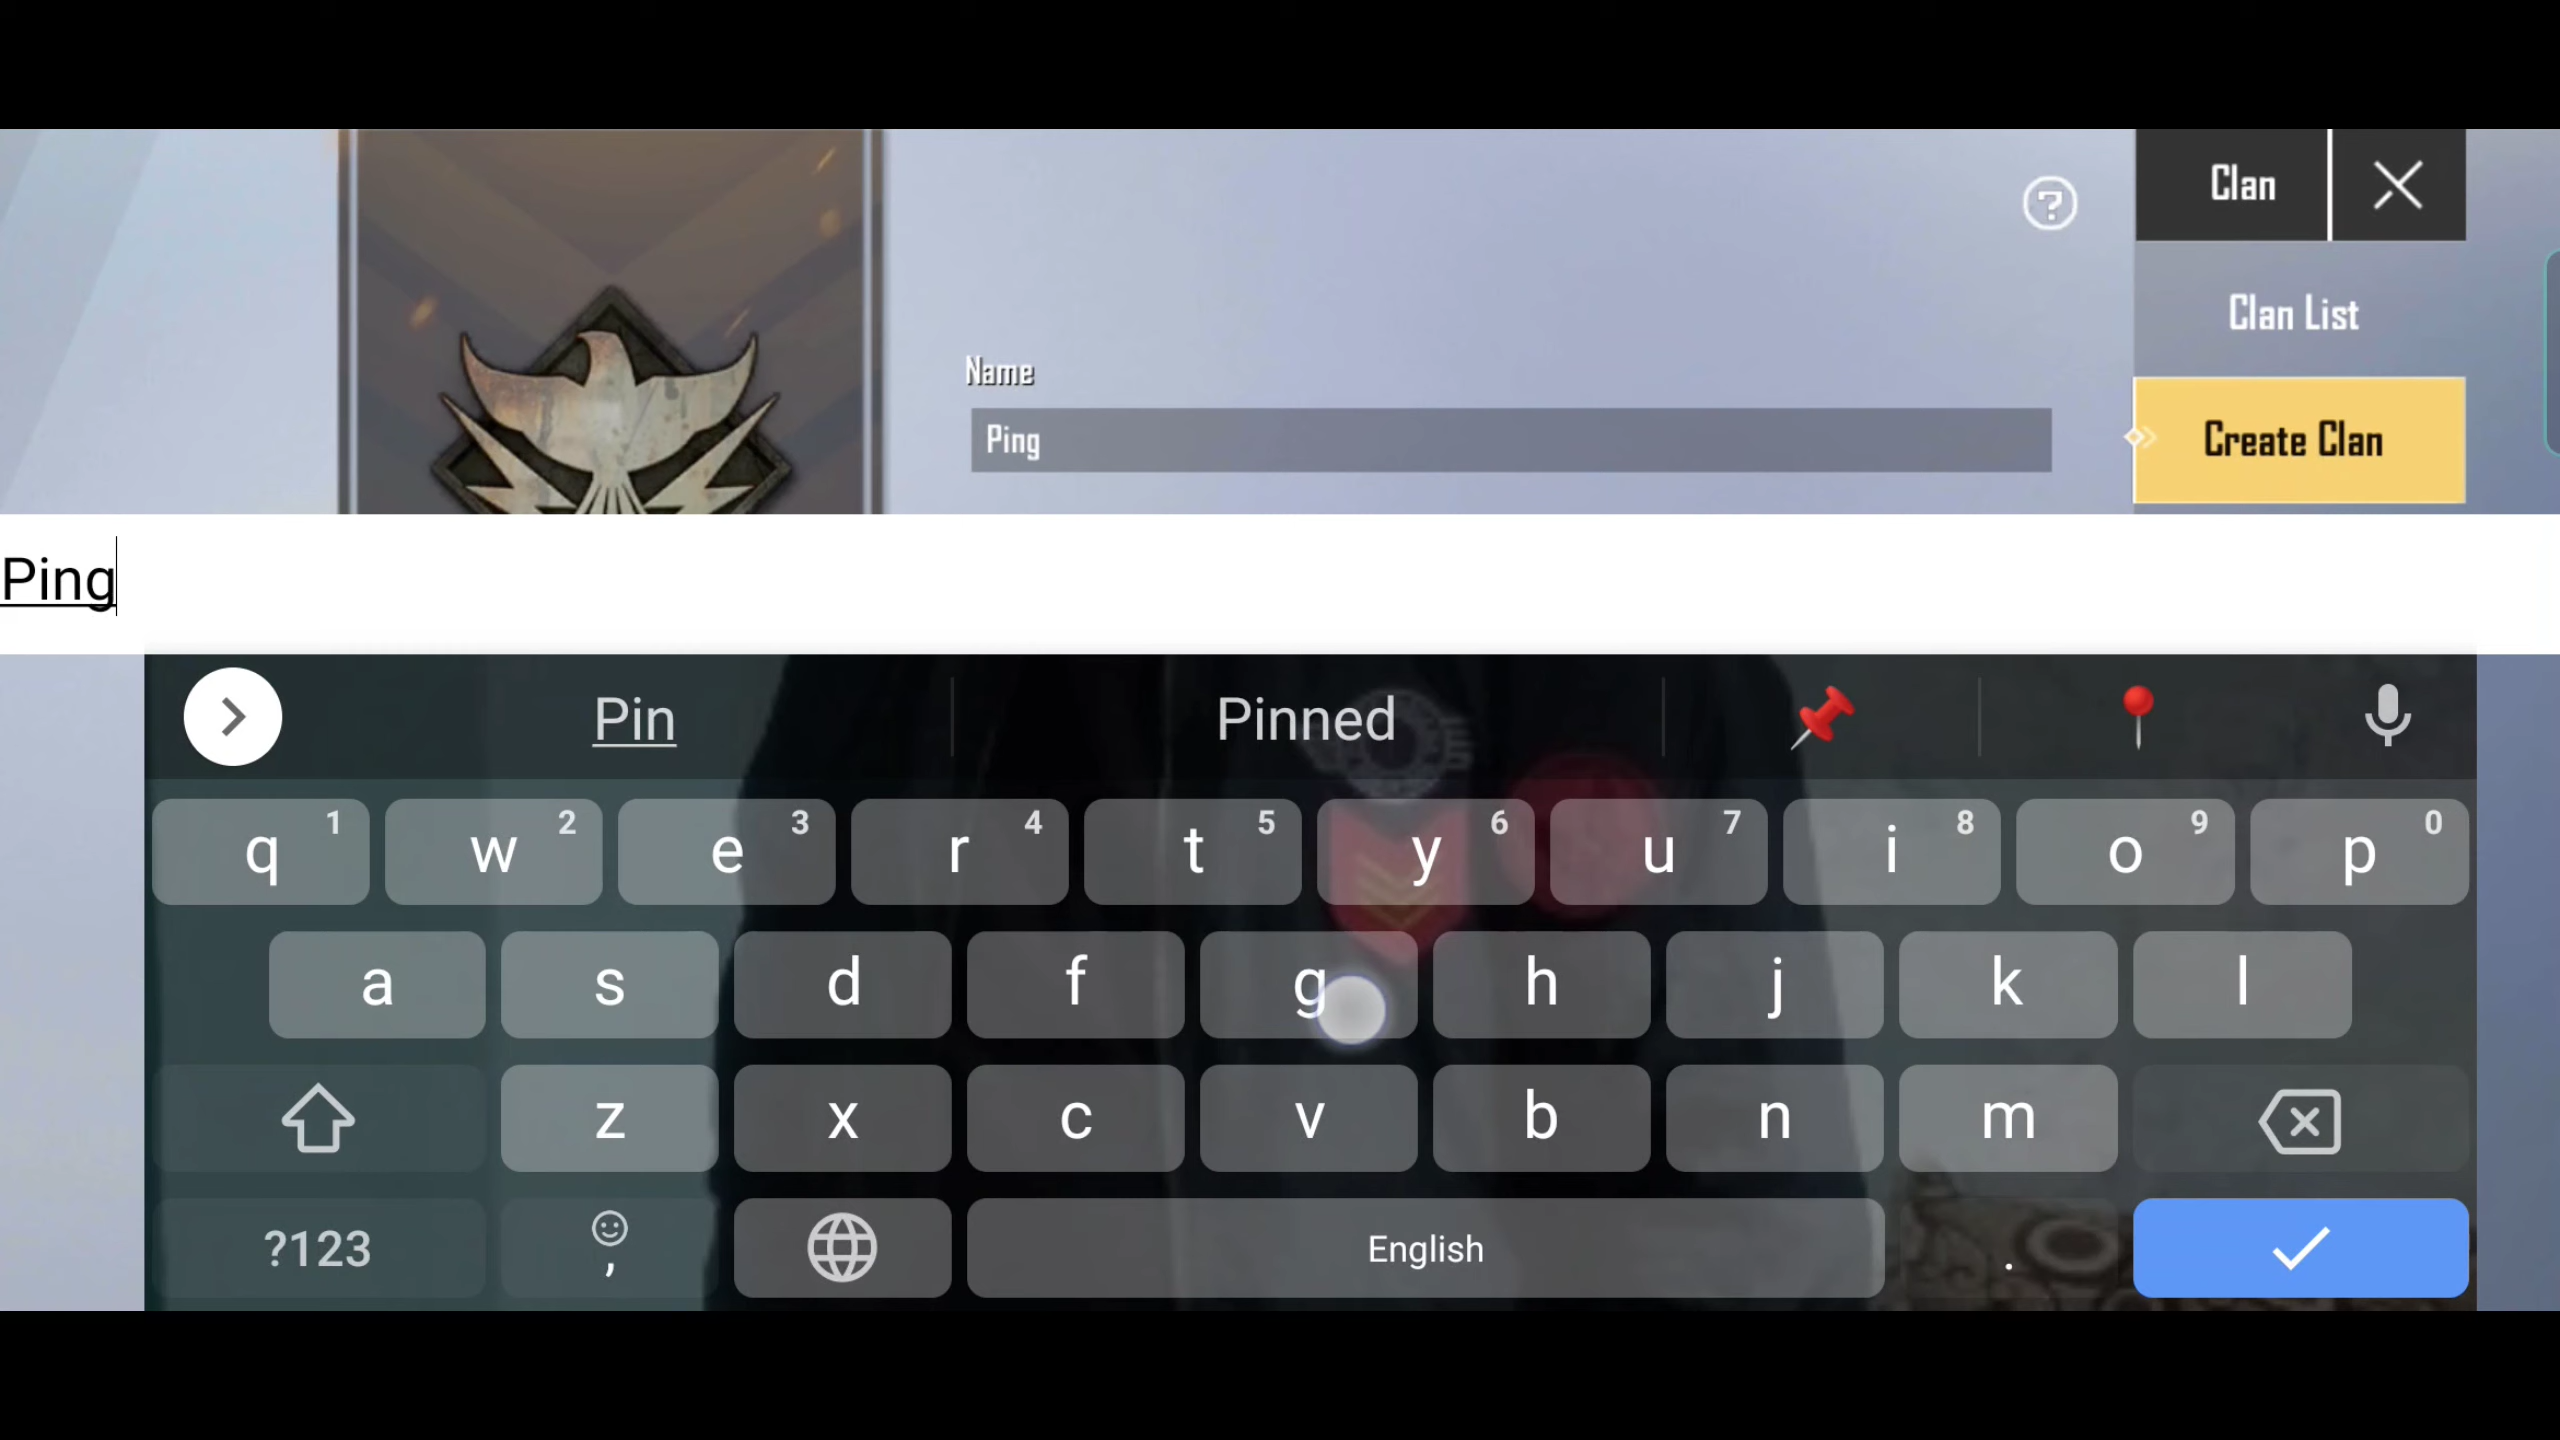 Clan
Clan List
Name
Ping
Create Clan
Ping
Pin Pinned
q 1 w 2 e 3 r 4 t 5 y 6 u 7 i 8 o 9 p 0
a s d f g h j k l
z x c v b n m
?123 , English .